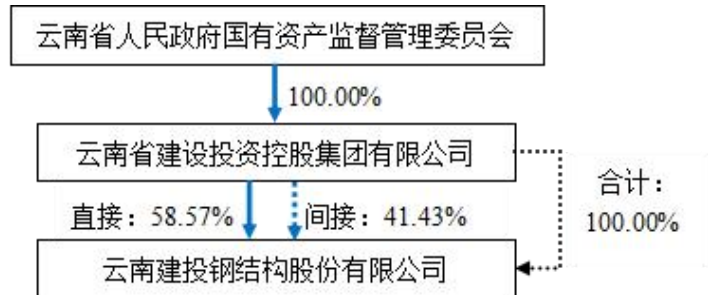 云南省人民政府国有资产监督管理委员会
100.00%
云南省建设投资控股集团有限公司
合计：
100.00%
直接：58.57%
间接：41.43%
云南建投钢结构股份有限公司